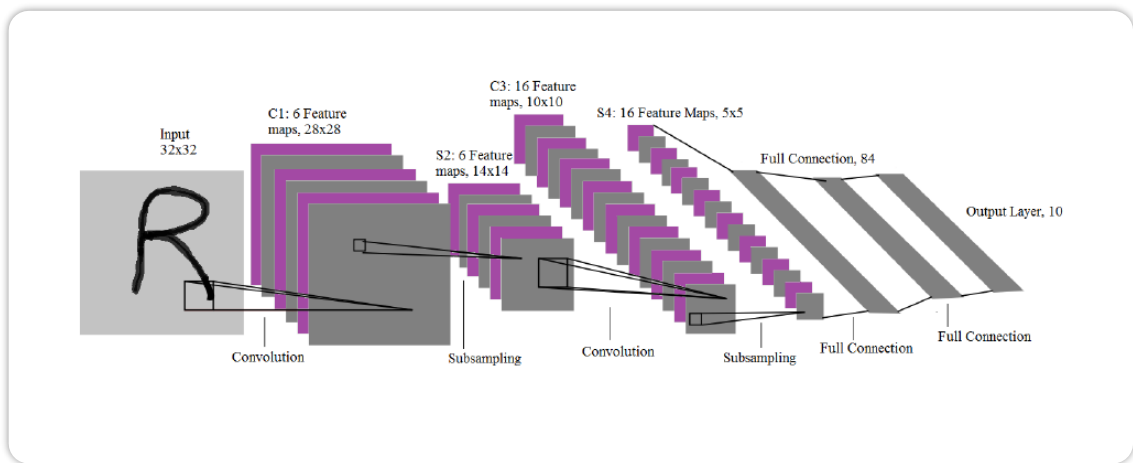 Input
32x32
R
C1: 6 Feature
maps, 28x28
S2: 6 Feature
maps, 14x14
C3: 16 Feature
maps, 10x10
S4: 16 Feature Maps, 5x5
Full Connection, 84
Output Layer, 10
Convolution
Subsampling
Convolution
Subsampling
Full Connection
Full Connection